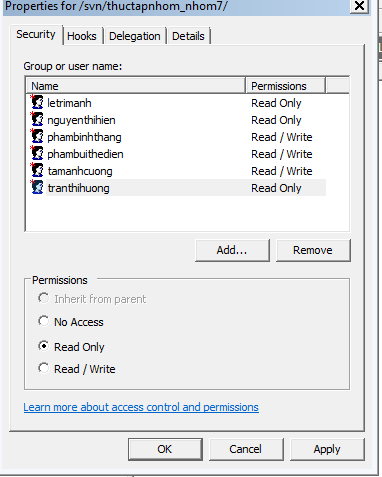 Properties for /svn/thuctapnhom_nhom7/
Security Hooks Delegation Details
Group or user name:
Name Permissions
letrimanh Read Only
nguyenthihien Read Only
phambinhthang Read / Write
phambuithedien Read / Write
tamanhcuong Read / Write
tranthihuong Read Only
Add... Remove
Permissions
Inherit from parent
No Access
Read Only
Read / Write
Learn more about access control and permissions
OK Cancel Apply